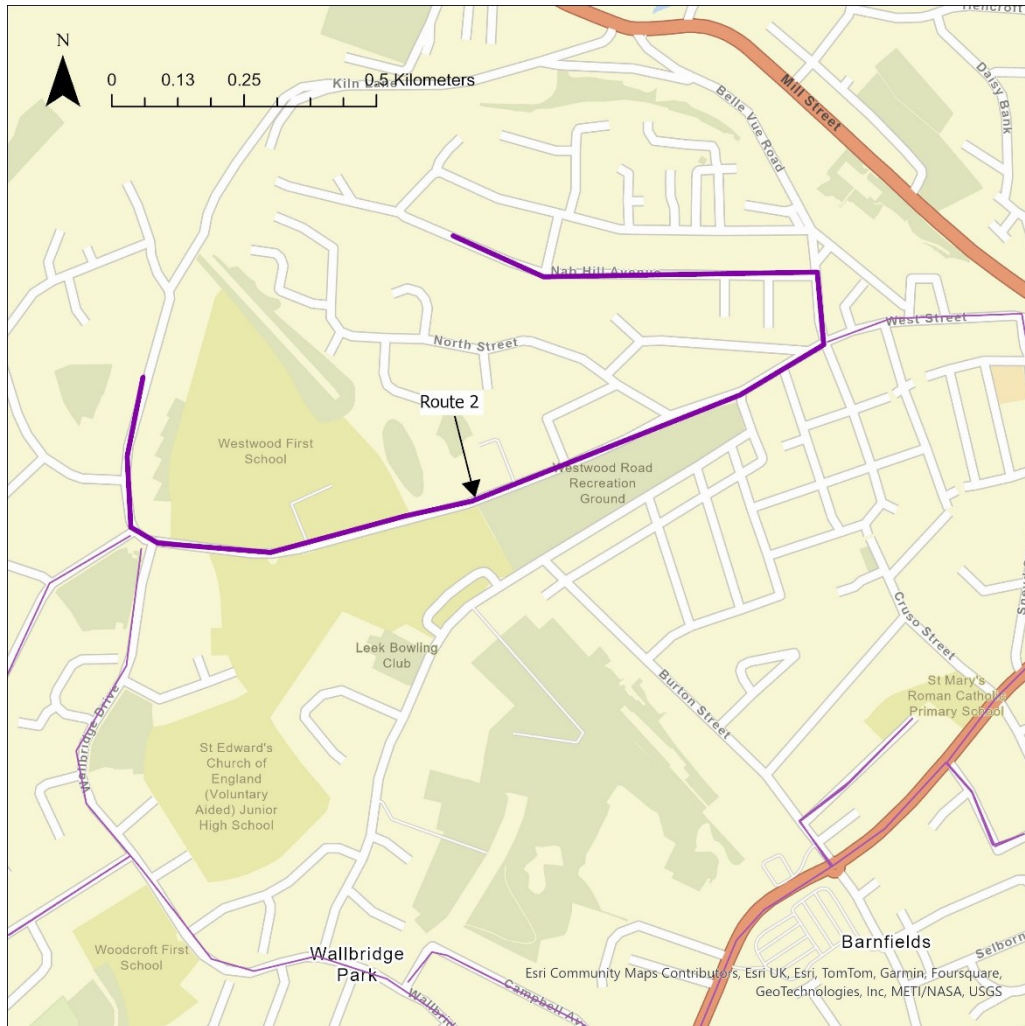 N
0 0.13 0.25 0.5 Kilometers
Kiln Lane
Mill Street
Daisy Bank
Belle Vue Road
Nab Hill Avenue
West Street
North Street
Route 2
Westwood First
School
Westwood Road
Recreation
Ground
Cruso Street
Leek Bowling
Club
Burton Street
St Mary's
Roman Catholic
Primary School
Wallbridge Drive
St Edward's
Church of
England
(Voluntary
Aided) Junior
High School
Woodcroft First
School
Wallbridge
Park
Barnfields
Campbell Av
Selborn
Esri Community Maps Contributors, Esri UK, Esri, TomTom, Garmin, Foursquare,
GeoTechnologies, Inc, METI/NASA, USGS